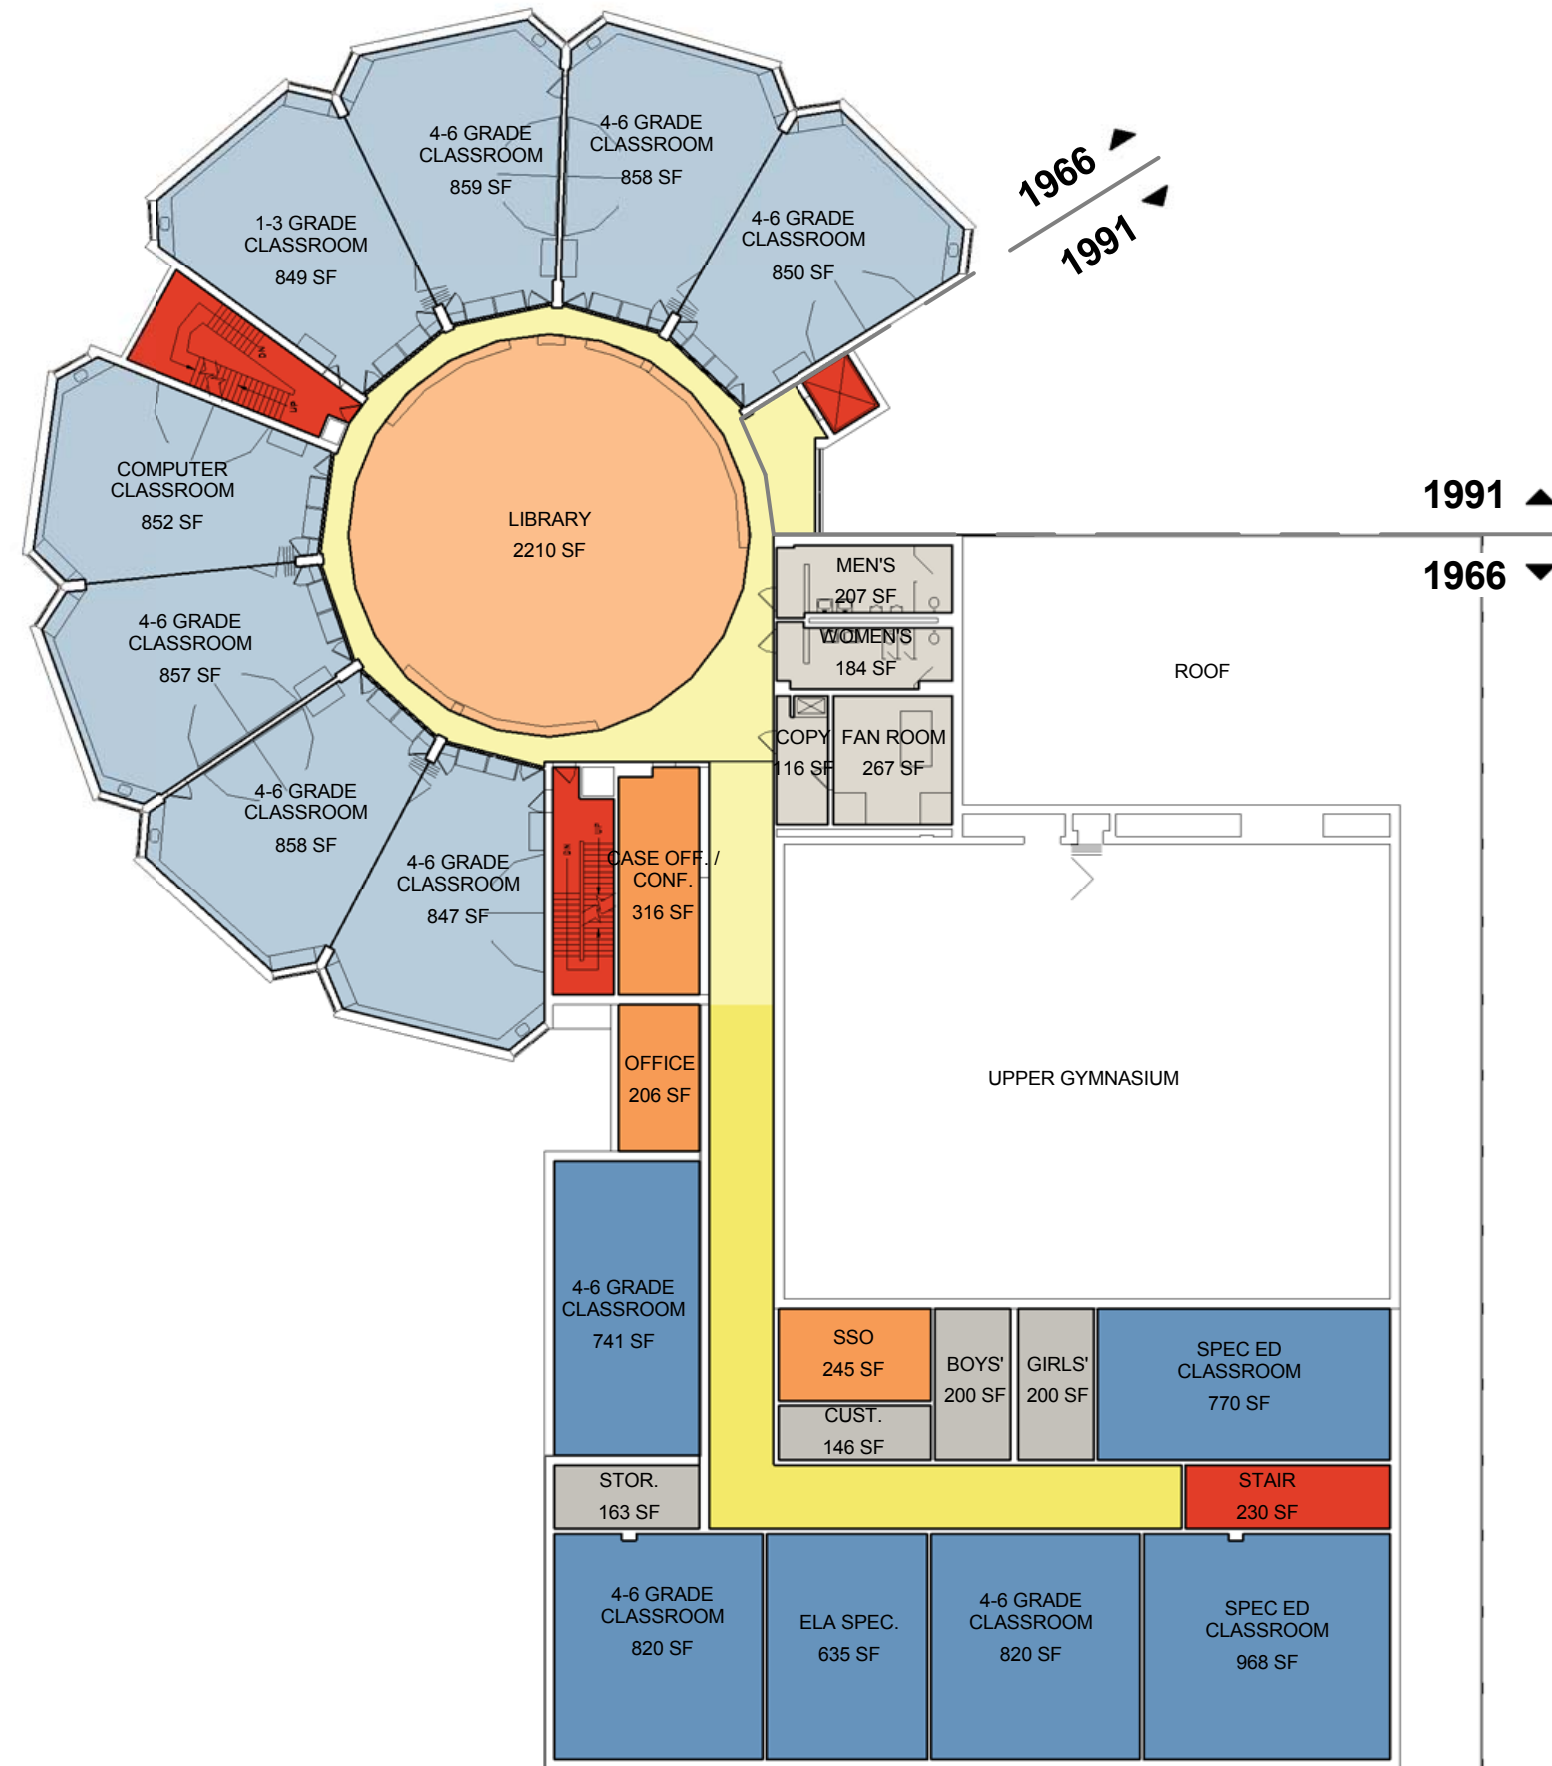 4-6 GRADE
CLASSROOM
859 SF
4-6 GRADE
CLASSROOM
858 SF
1966
1991
1-3 GRADE
CLASSROOM
849 SF
4-6 GRADE
CLASSROOM
850 SF
DN
UP
COMPUTER
CLASSROOM
852 SF
LIBRARY
2210 SF
1991
1966
MEN'S
207 SF
WOMEN'S
184 SF
4-6 GRADE
CLASSROOM
857 SF
ROOF
COPY
116 SF
FAN ROOM
267 SF
4-6 GRADE
CLASSROOM
858 SF
4-6 GRADE
CLASSROOM
847 SF
DN
UP
CASE OFF. /
CONF.
316 SF
OFFICE
206 SF
UPPER GYMNASIUM
4-6 GRADE
CLASSROOM
741 SF
SSO
245 SF
BOYS'
200 SF
GIRLS'
200 SF
SPEC ED
CLASSROOM
770 SF
CUST.
146 SF
STOR.
163 SF
STAIR
230 SF
4-6 GRADE
CLASSROOM
820 SF
ELA SPEC.
635 SF
4-6 GRADE
CLASSROOM
820 SF
SPEC ED
CLASSROOM
968 SF